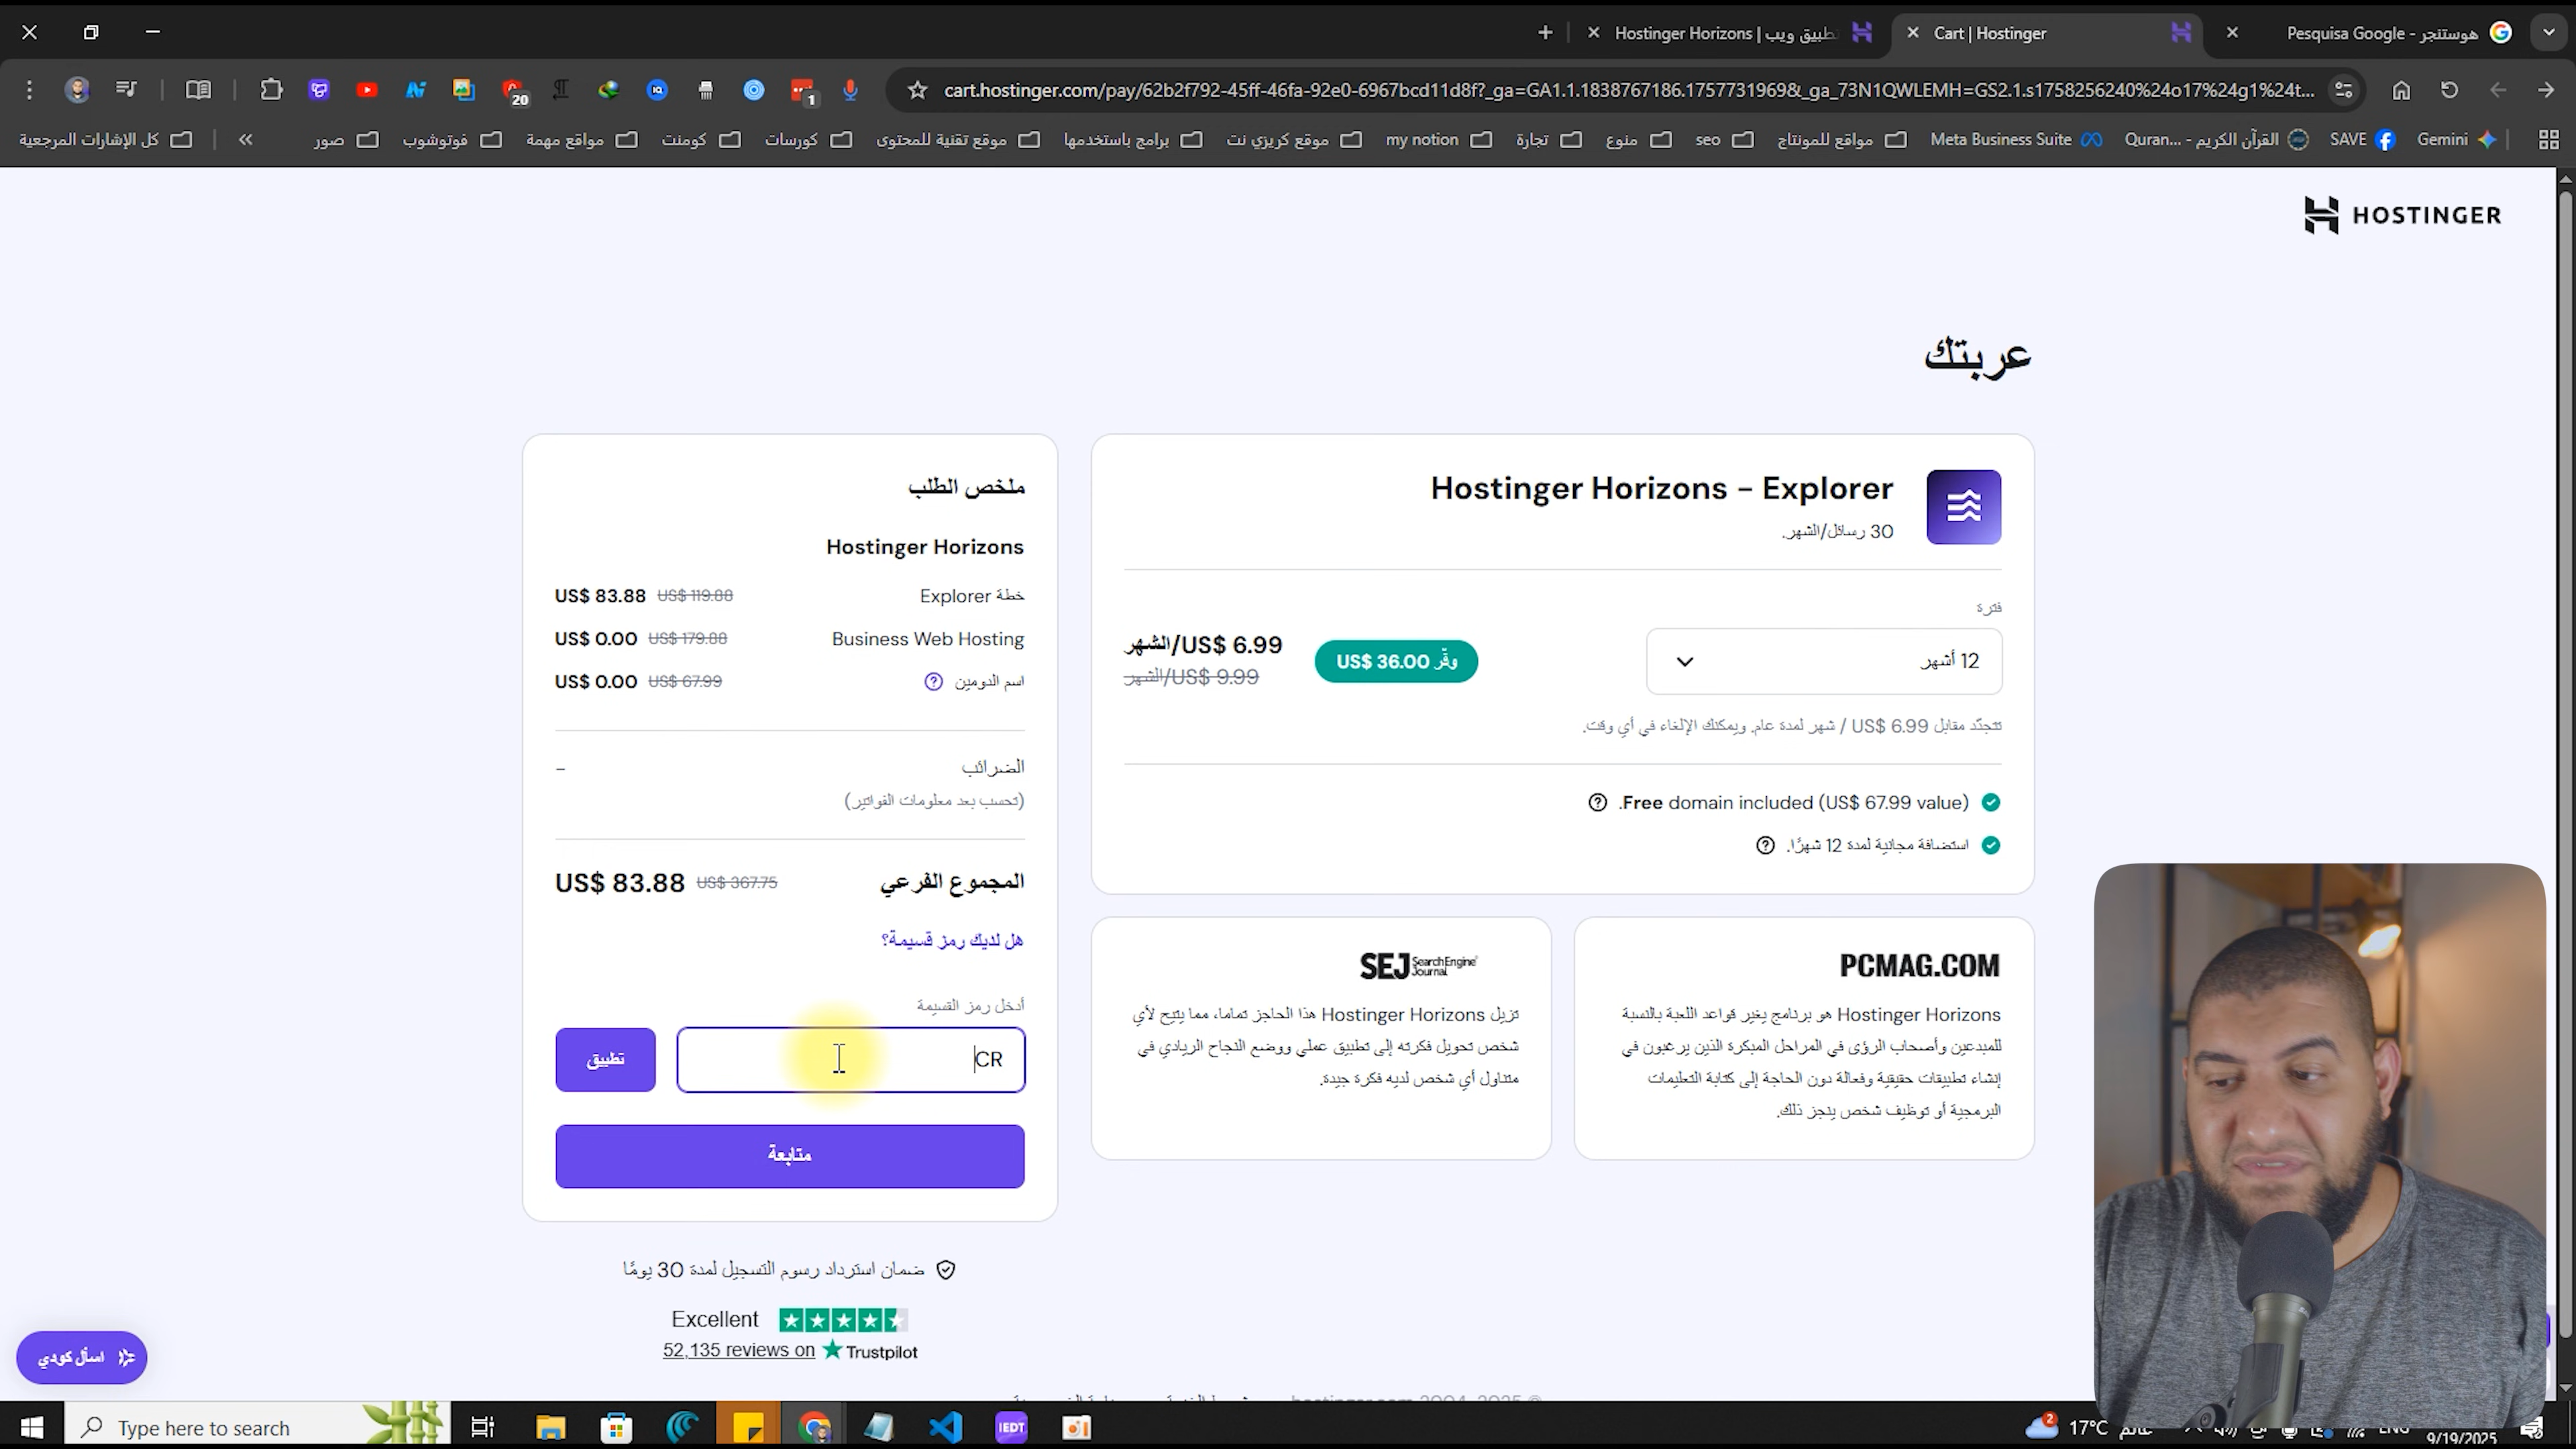 هوستنجر - Pesquisa Google
Cart | Hostinger
Hostinger Horizons | تطبيق ويب
cart.hostinger.com/pay/62b2f792-45ff-46fa-92e0-6967bcd11d8f?_ga=GA1.1.1838767186.1757731969&_ga_73N1QWLEMH=GS2.1.s1758256240%24o17%24g1%24t...
20
1
Gemini
SAVE
القرآن الكريم - ...Quran
Meta Business Suite
مواقع للمونتاج
seo
منوع
تجارة
my notion
موقع كريزي نت
برامج باستخدمها
موقع تقنية للمحتوى
كورسات
كومنت
مواقع مهمة
فوتوشوب
صور
كل الإشارات المرجعية
HOSTINGER
عربتك
Hostinger Horizons – Explorer
30 رسائل/الشهر.
فترة
12 أشهر
وفّر US$ 36.00
US$ 6.99/الشهر
US$ 9.99/الشهر
تتجدّد مقابل US$ 6.99 / شهر لمدة عام. ويمكنك الإلغاء في أي وقت.
Free domain included (US$ 67.99 value).
استضافة مجانية لمدة 12 شهرًا.
PCMAG.COM
Hostinger Horizons هو برنامج يغير قواعد اللعبة بالنسبة
للمبدعين وأصحاب الرؤى في المراحل المبكرة الذين يرغبون في
إنشاء تطبيقات حقيقية وفعالة دون الحاجة إلى كتابة التعليمات
البرمجية أو توظيف شخص ينجز ذلك.
SEJ Search Engine Journal
تزيل Hostinger Horizons هذا الحاجز تماما، مما يتيح لأي
شخص تحويل فكرته إلى تطبيق عملي ووضع النجاح الريادي في
متناول أي شخص لديه فكرة جيدة.
ملخص الطلب
Hostinger Horizons
خطة Explorer US$ 119.88 US$ 83.88
Business Web Hosting US$ 179.88 US$ 0.00
اسم الدومين US$ 67.99 US$ 0.00
الضرائب –
(تحسب بعد معلومات الفواتير)
المجموع الفرعي US$ 367.75 US$ 83.88
هل لديك رمز قسيمة؟
أدخل رمز القسيمة
CR
تطبيق
متابعة
ضمان استرداد رسوم التسجيل لمدة 30 يومًا
Excellent
52,135 reviews on Trustpilot
اسأل كودي
Type here to search
IEDT
2
17°C
ENG
9/19/2025